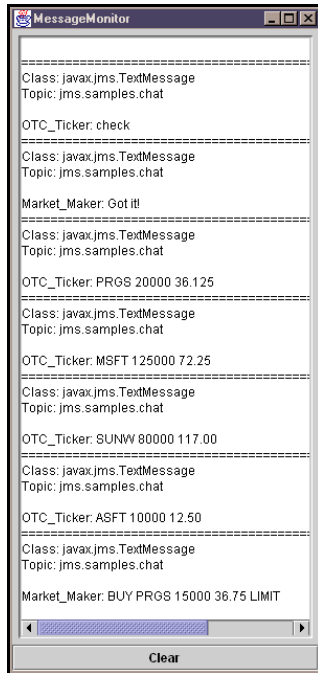 MessageMonitor
==========================================
Class: javax.jms.TextMessage
Topic: jms.samples.chat
OTC_Ticker: check
==========================================
Class: javax.jms.TextMessage
Topic: jms.samples.chat
Market_Maker: Got it!
==========================================
Class: javax.jms.TextMessage
Topic: jms.samples.chat
OTC_Ticker: PRGS 20000 36.125
==========================================
Class: javax.jms.TextMessage
Topic: jms.samples.chat
OTC_Ticker: MSFT 125000 72.25
==========================================
Class: javax.jms.TextMessage
Topic: jms.samples.chat
OTC_Ticker: SUNW 80000 117.00
==========================================
Class: javax.jms.TextMessage
Topic: jms.samples.chat
OTC_Ticker: ASFT 10000 12.50
==========================================
Class: javax.jms.TextMessage
Topic: jms.samples.chat
Market_Maker: BUY PRGS 15000 36.75 LIMIT
Clear